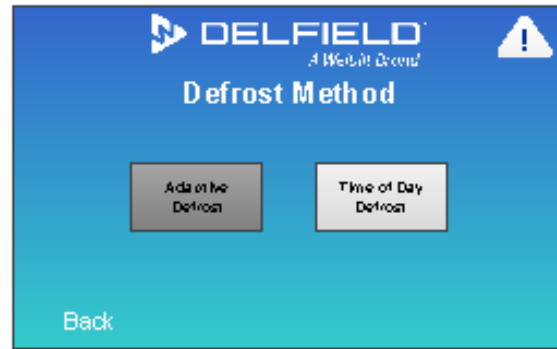 DELFIELD
A Welbilt Brand
Defrost Method
Adaptive
Defrost
Time of Day
Defrost
Back